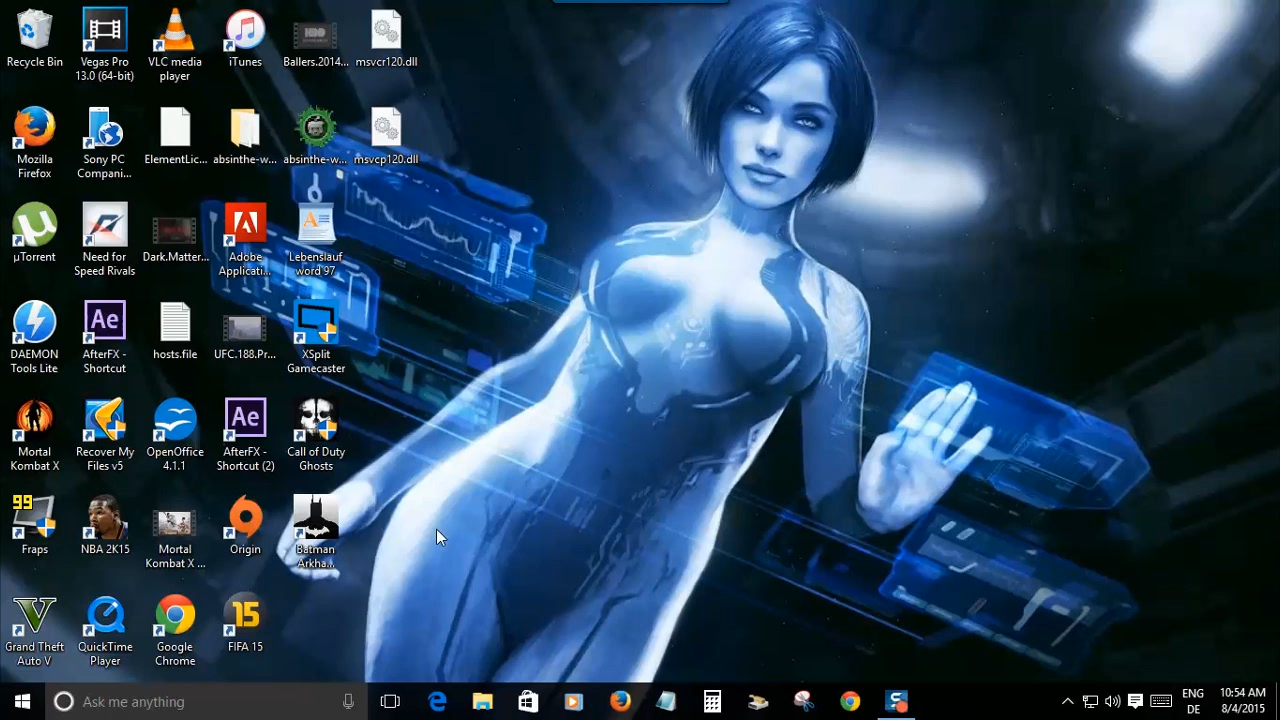 Recycle Bin
Vegas Pro
13.0 (64-bit)
VLC media
player
iTunes
HBO
Ballers.2014...
msvcr120.dll
Mozilla
Firefox
Sony PC
Compani...
ElementLic...
absinthe-w...
absinthe-w...
msvcp120.dll
µTorrent
Need for
Speed Rivals
Dark.Matter...
Adobe
Applicati...
Lebenslauf
word 97
DAEMON
Tools Lite
Ae
AfterFX -
Shortcut
hosts.file
UFC.188.Pr...
XSplit
Gamecaster
Mortal
Kombat X
Recover My
Files v5
OpenOffice
4.1.1
Ae
AfterFX -
Shortcut (2)
Call of Duty
Ghosts
99
Fraps
NBA 2K15
Mortal
Kombat X ...
Origin
Batman
Arkha...
Grand Theft
Auto V
QuickTime
Player
Google
Chrome
15
FIFA 15
Ask me anything
ENG
DE
10:54 AM
8/4/2015